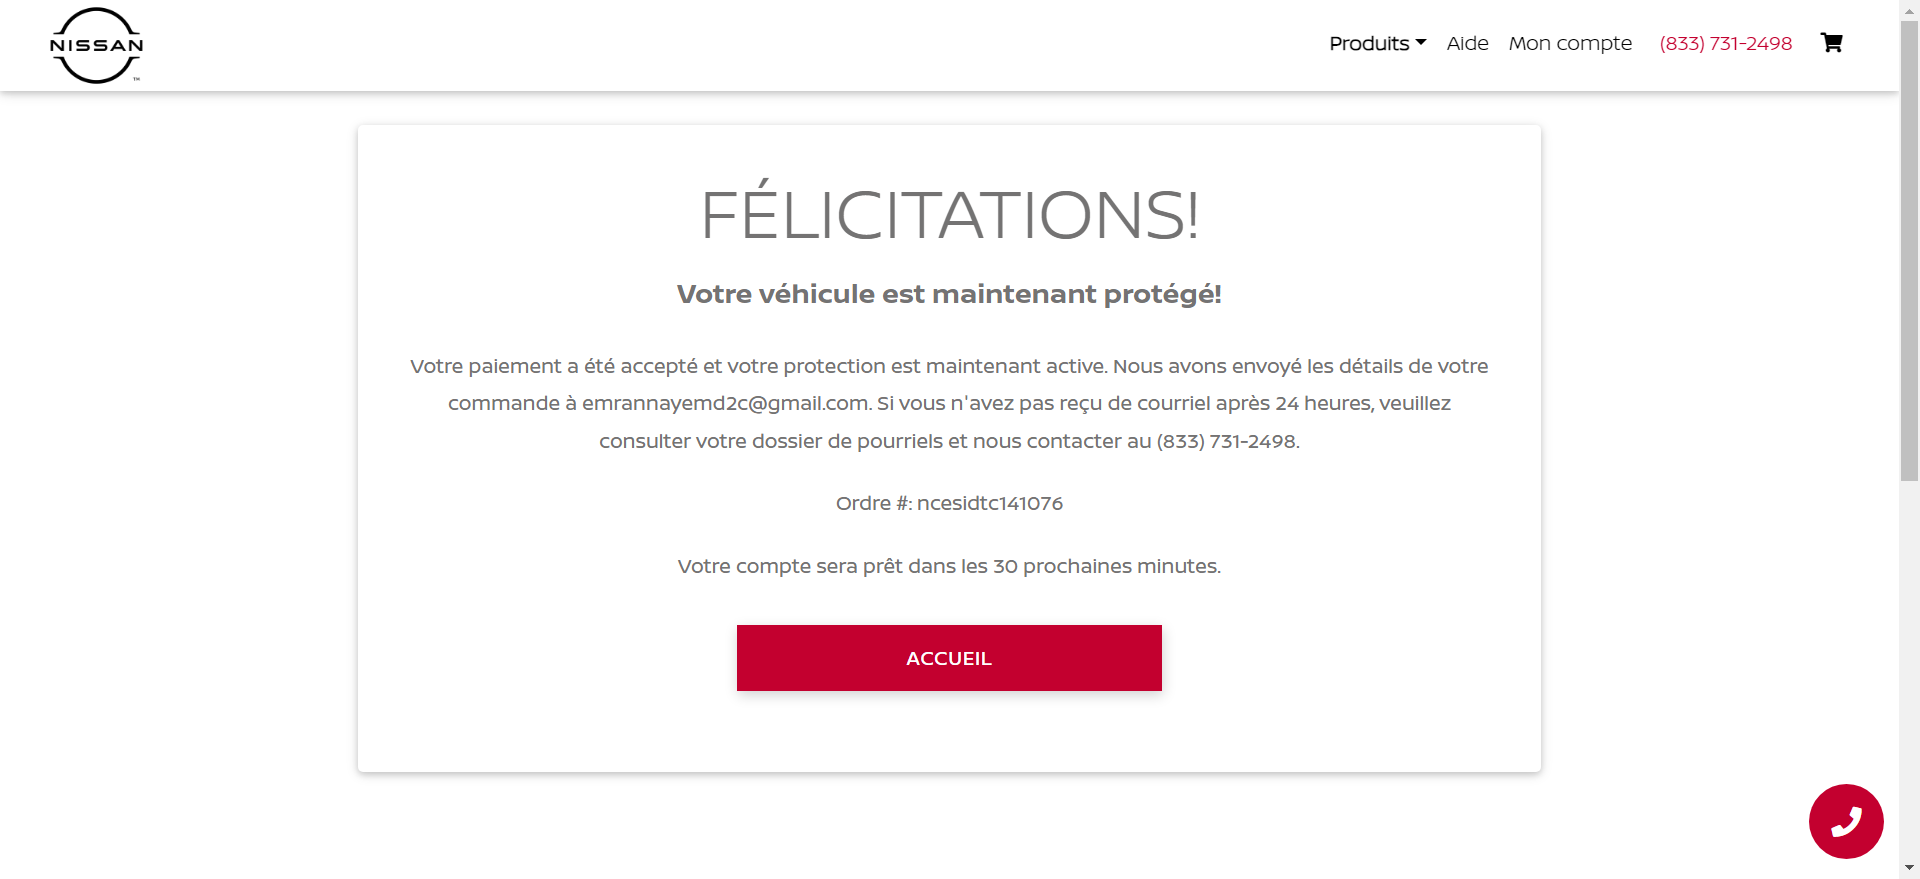 NISSAN
TM
Produits Aide Mon compte (833) 731-2498
FÉLICITATIONS!
Votre véhicule est maintenant protégé!
Votre paiement a été accepté et votre protection est maintenant active. Nous avons envoyé les détails de votre
commande à emrannayemd2c@gmail.com. Si vous n'avez pas reçu de courriel après 24 heures, veuillez
consulter votre dossier de pourriels et nous contacter au (833) 731-2498.
Ordre #: ncesidtc141076
Votre compte sera prêt dans les 30 prochaines minutes.
ACCUEIL